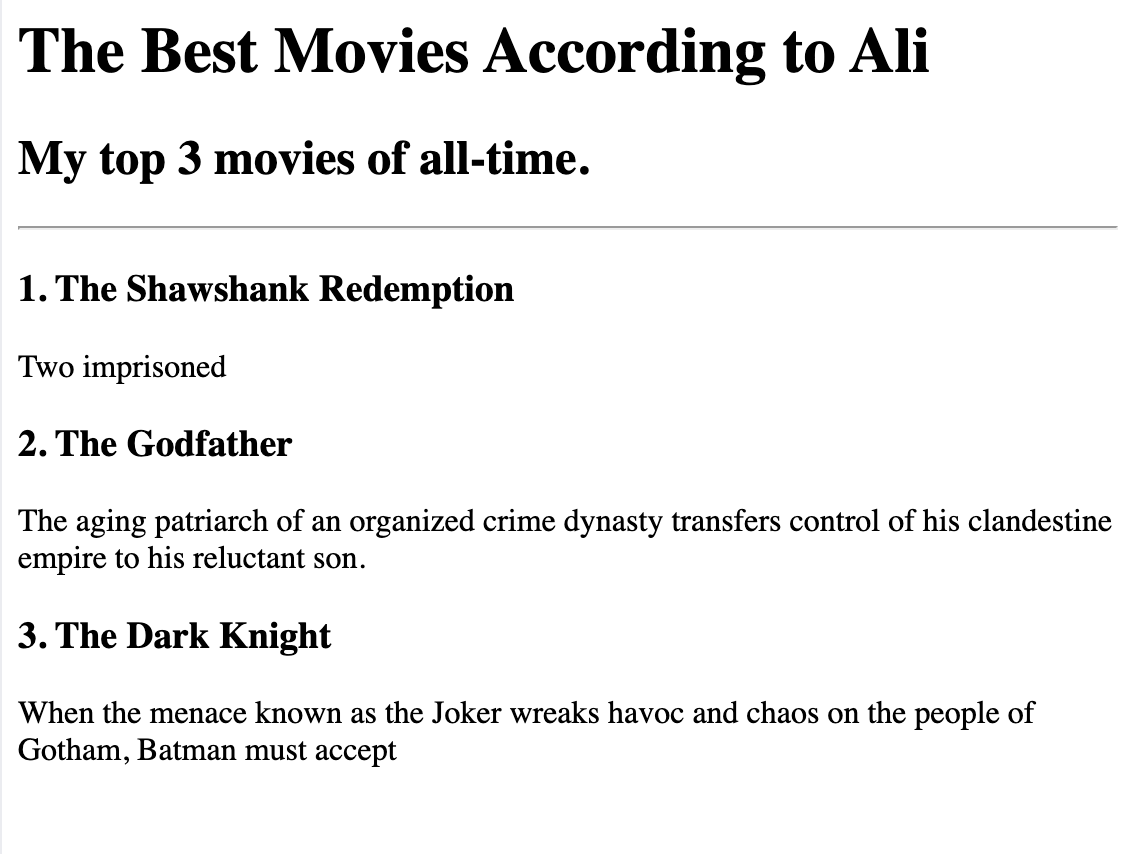 The Best Movies According to Ali
My top 3 movies of all-time.
1. The Shawshank Redemption
Two imprisoned
2. The Godfather
The aging patriarch of an organized crime dynasty transfers control of his clandestine
empire to his reluctant son.
3. The Dark Knight
When the menace known as the Joker wreaks havoc and chaos on the people of
Gotham, Batman must accept